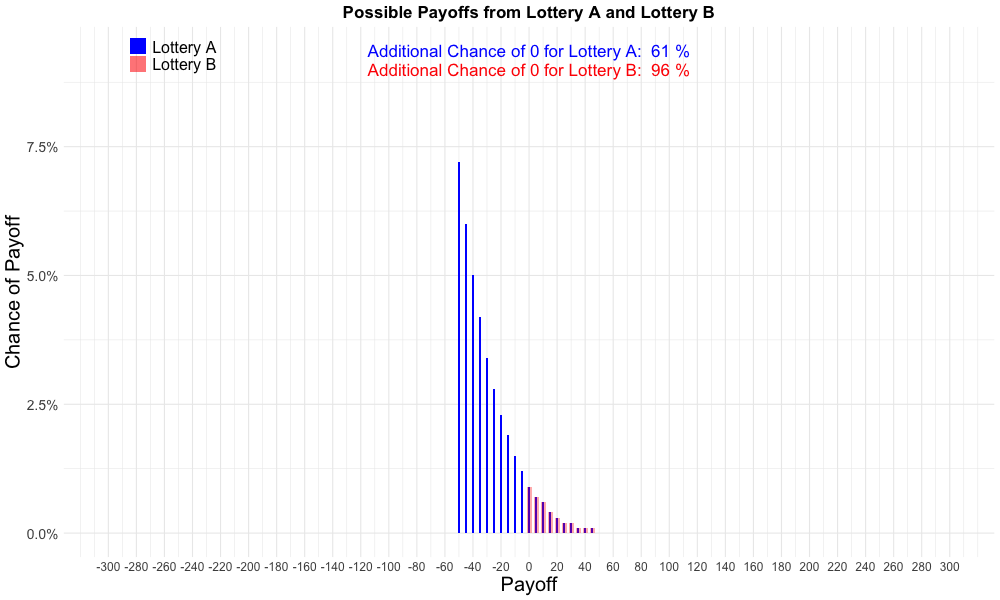 Possible Payoffs from Lottery A and Lottery B
Lottery A
Lottery B
Additional Chance of 0 for Lottery A: 61 %
Additional Chance of 0 for Lottery B: 96 %
Chance of Payoff
7.5%
5.0%
2.5%
0.0%
-300 -280 -260 -240 -220 -200 -180 -160 -140 -120 -100 -80 -60 -40 -20 0 20 40 60 80 100 120 140 160 180 200 220 240 260 280 300
Payoff